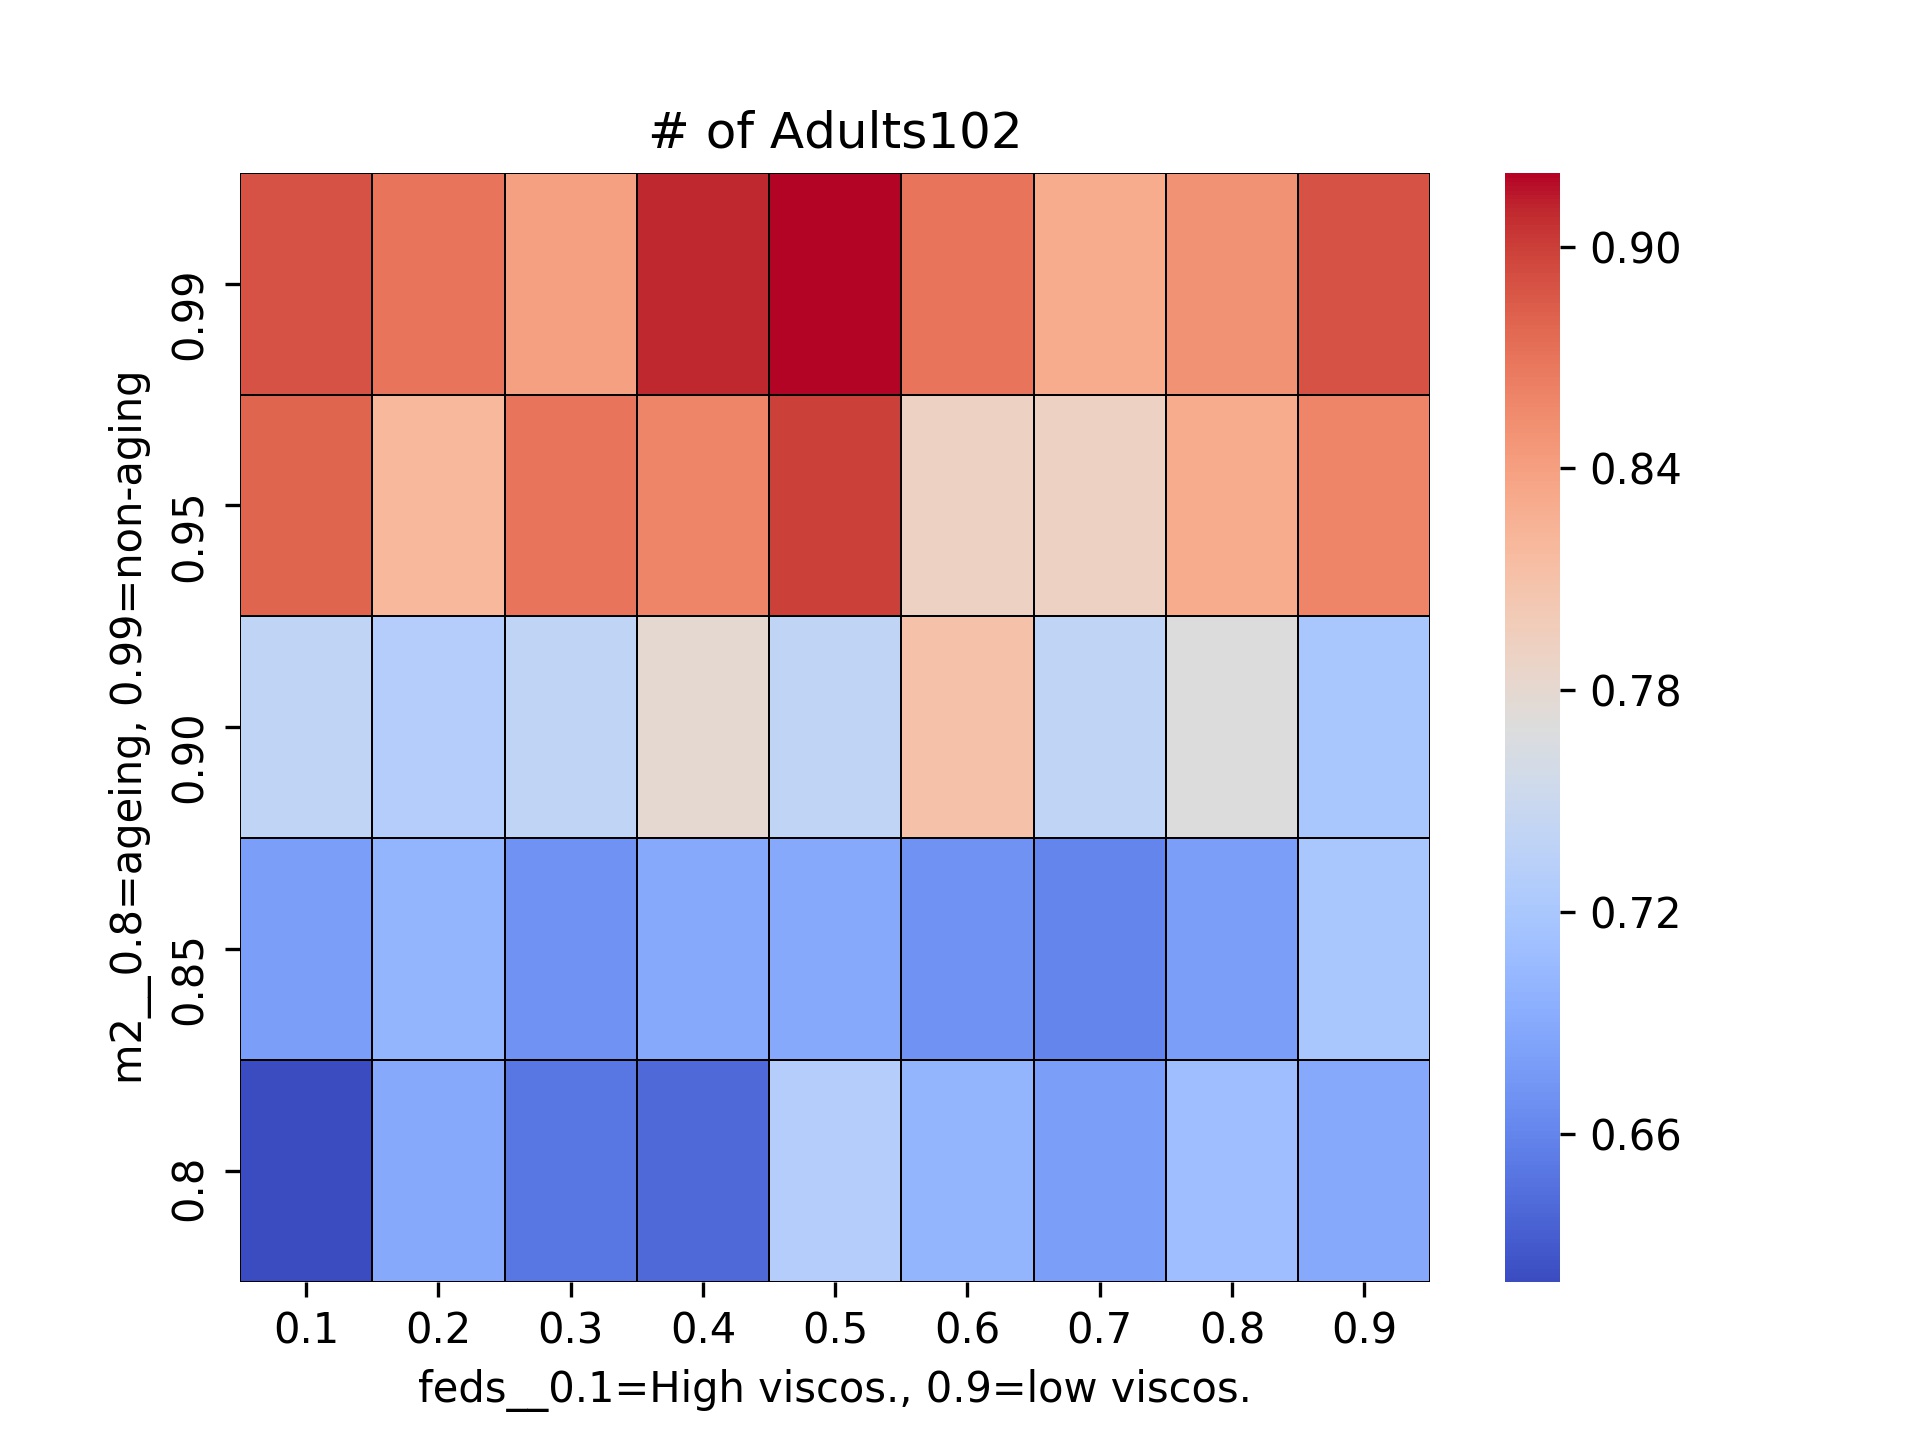 # of Adults102
m2__0.8=ageing, 0.99=non-aging
0.99
0.95
0.90
0.85
0.8
0.1 0.2 0.3 0.4 0.5 0.6 0.7 0.8 0.9
feds__0.1=High viscos., 0.9=low viscos.
0.90
0.84
0.78
0.72
0.66